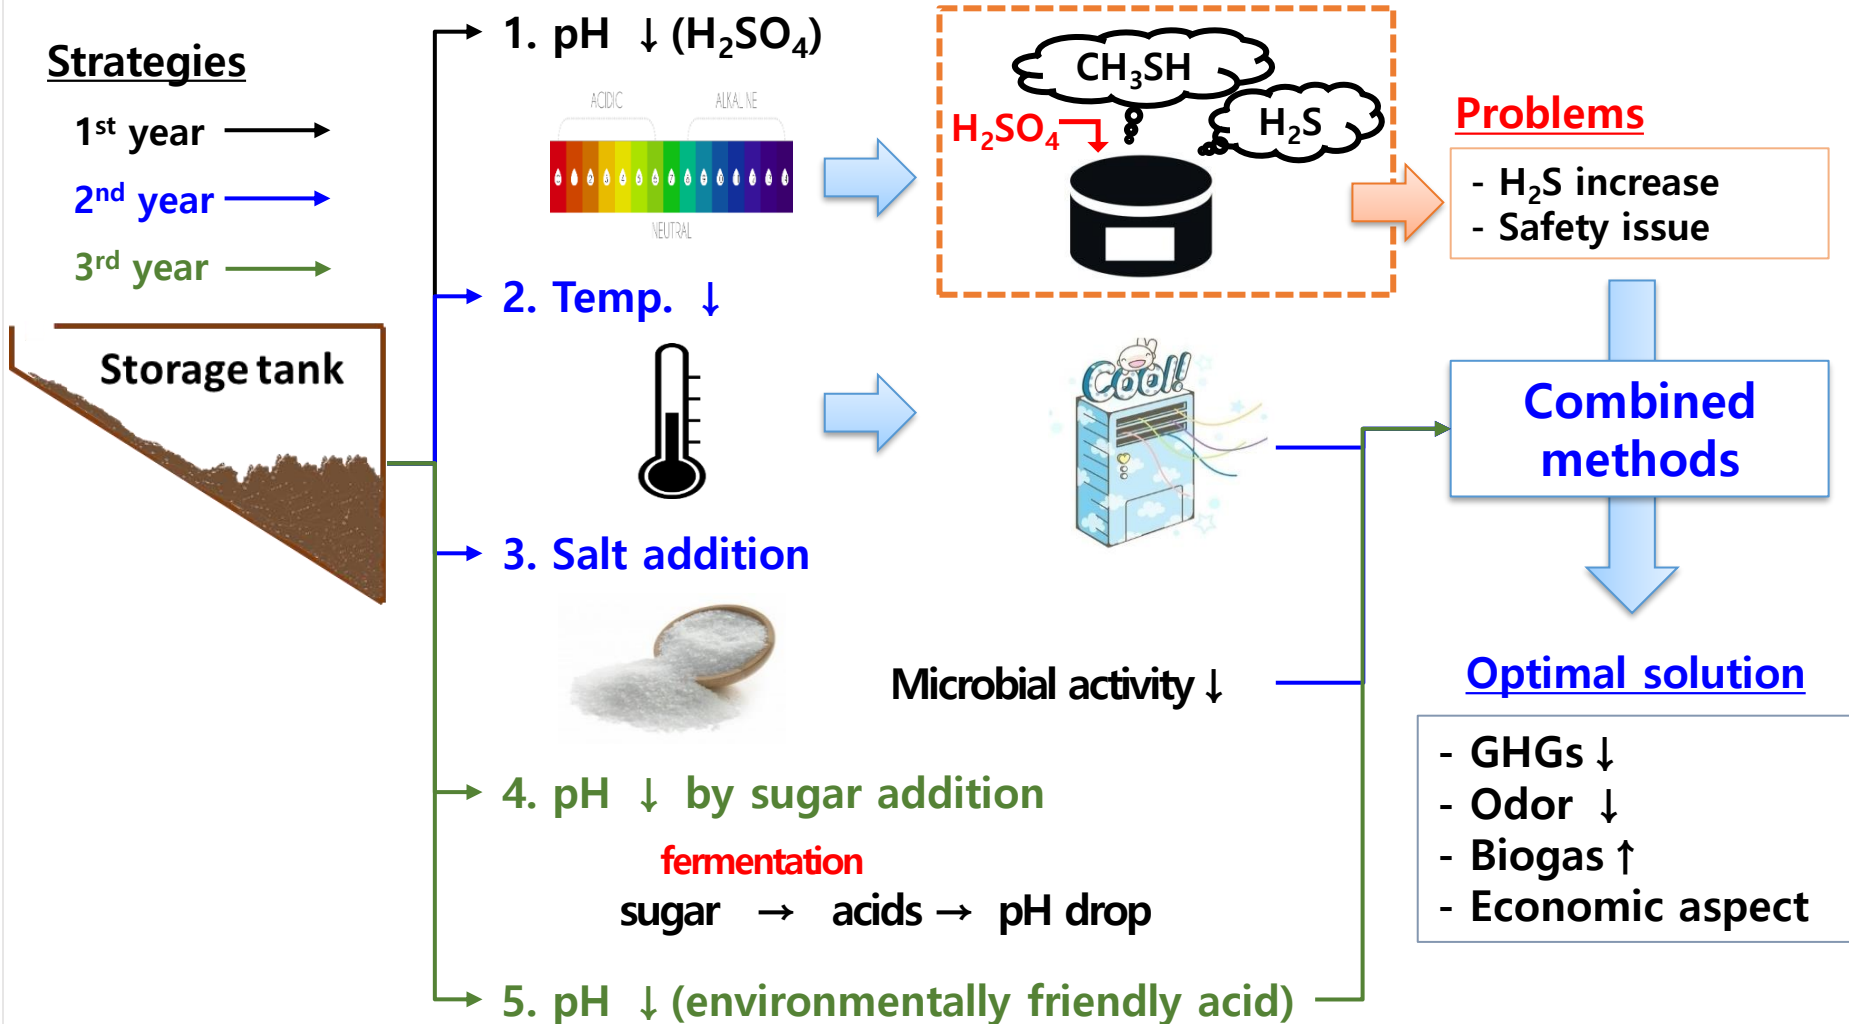 Strategies
1st year
2nd year
3rd year
Storage tank
1. pH ↓ (H₂SO₄)
ACIDIC
ALKALINE
NEUTRAL
CH₃SH
H₂S
H₂SO₄
Problems
- H₂S increase
- Safety issue
2. Temp. ↓
Cool!
Combined
methods
3. Salt addition
Microbial activity ↓
Optimal solution
- GHGs ↓
- Odor ↓
- Biogas ↑
- Economic aspect
4. pH ↓ by sugar addition
fermentation
sugar → acids → pH drop
5. pH ↓ (environmentally friendly acid)